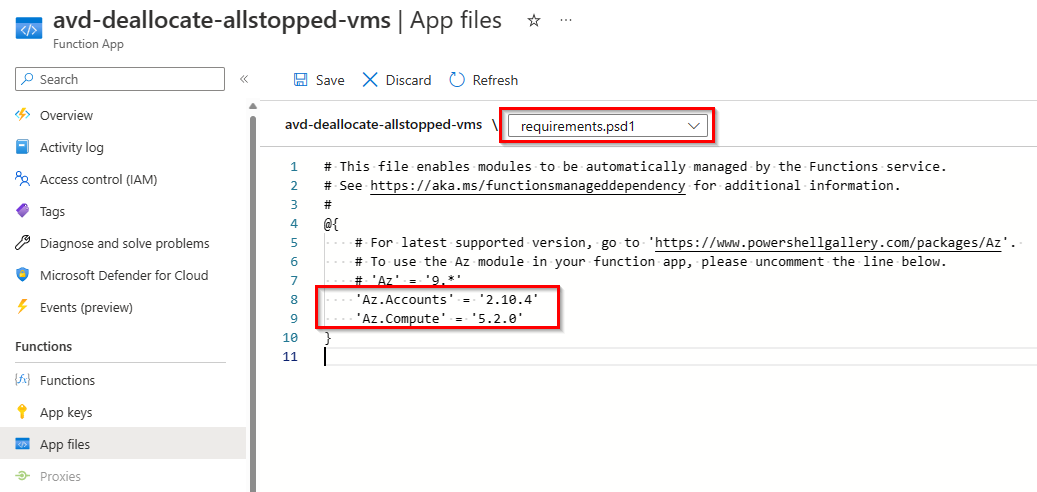 avd-deallocate-allstopped-vms | App files
Function App
Search
Overview
Activity log
Access control (IAM)
Tags
Diagnose and solve problems
Microsoft Defender for Cloud
Events (preview)
Functions
Functions
App keys
App files
Proxies
Save Discard Refresh
avd-deallocate-allstopped-vms \ requirements.psd1
1 # This file enables modules to be automatically managed by the Functions service.
2 # See https://aka.ms/functionsmanageddependency for additional information.
3 #
4 @{
5 # For latest supported version, go to 'https://www.powershellgallery.com/packages/Az'.
6 # To use the Az module in your function app, please uncomment the line below.
7 # 'Az' = '9.*'
8 'Az.Accounts' = '2.10.4'
9 'Az.Compute' = '5.2.0'
10 }
11